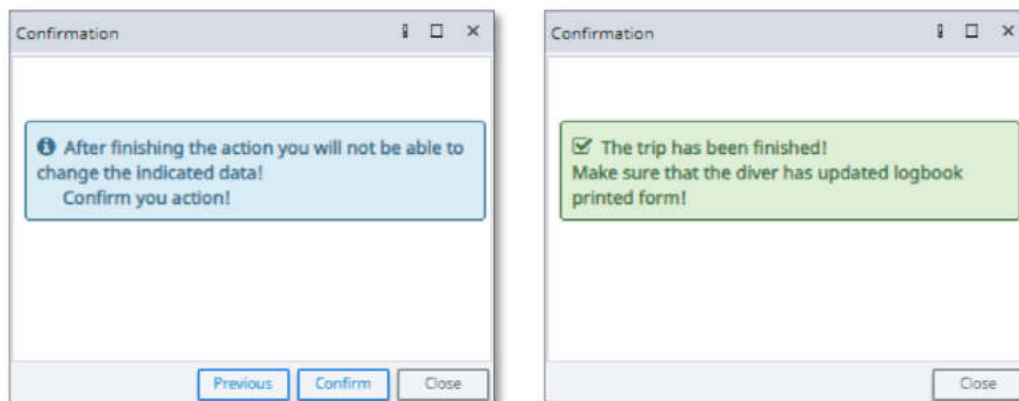 Confirmation
After finishing the action you will not be able to
change the indicated data!
Confirm you action!
Previous
Confirm
Close
Confirmation
The trip has been finished!
Make sure that the diver has updated logbook
printed form!
Close